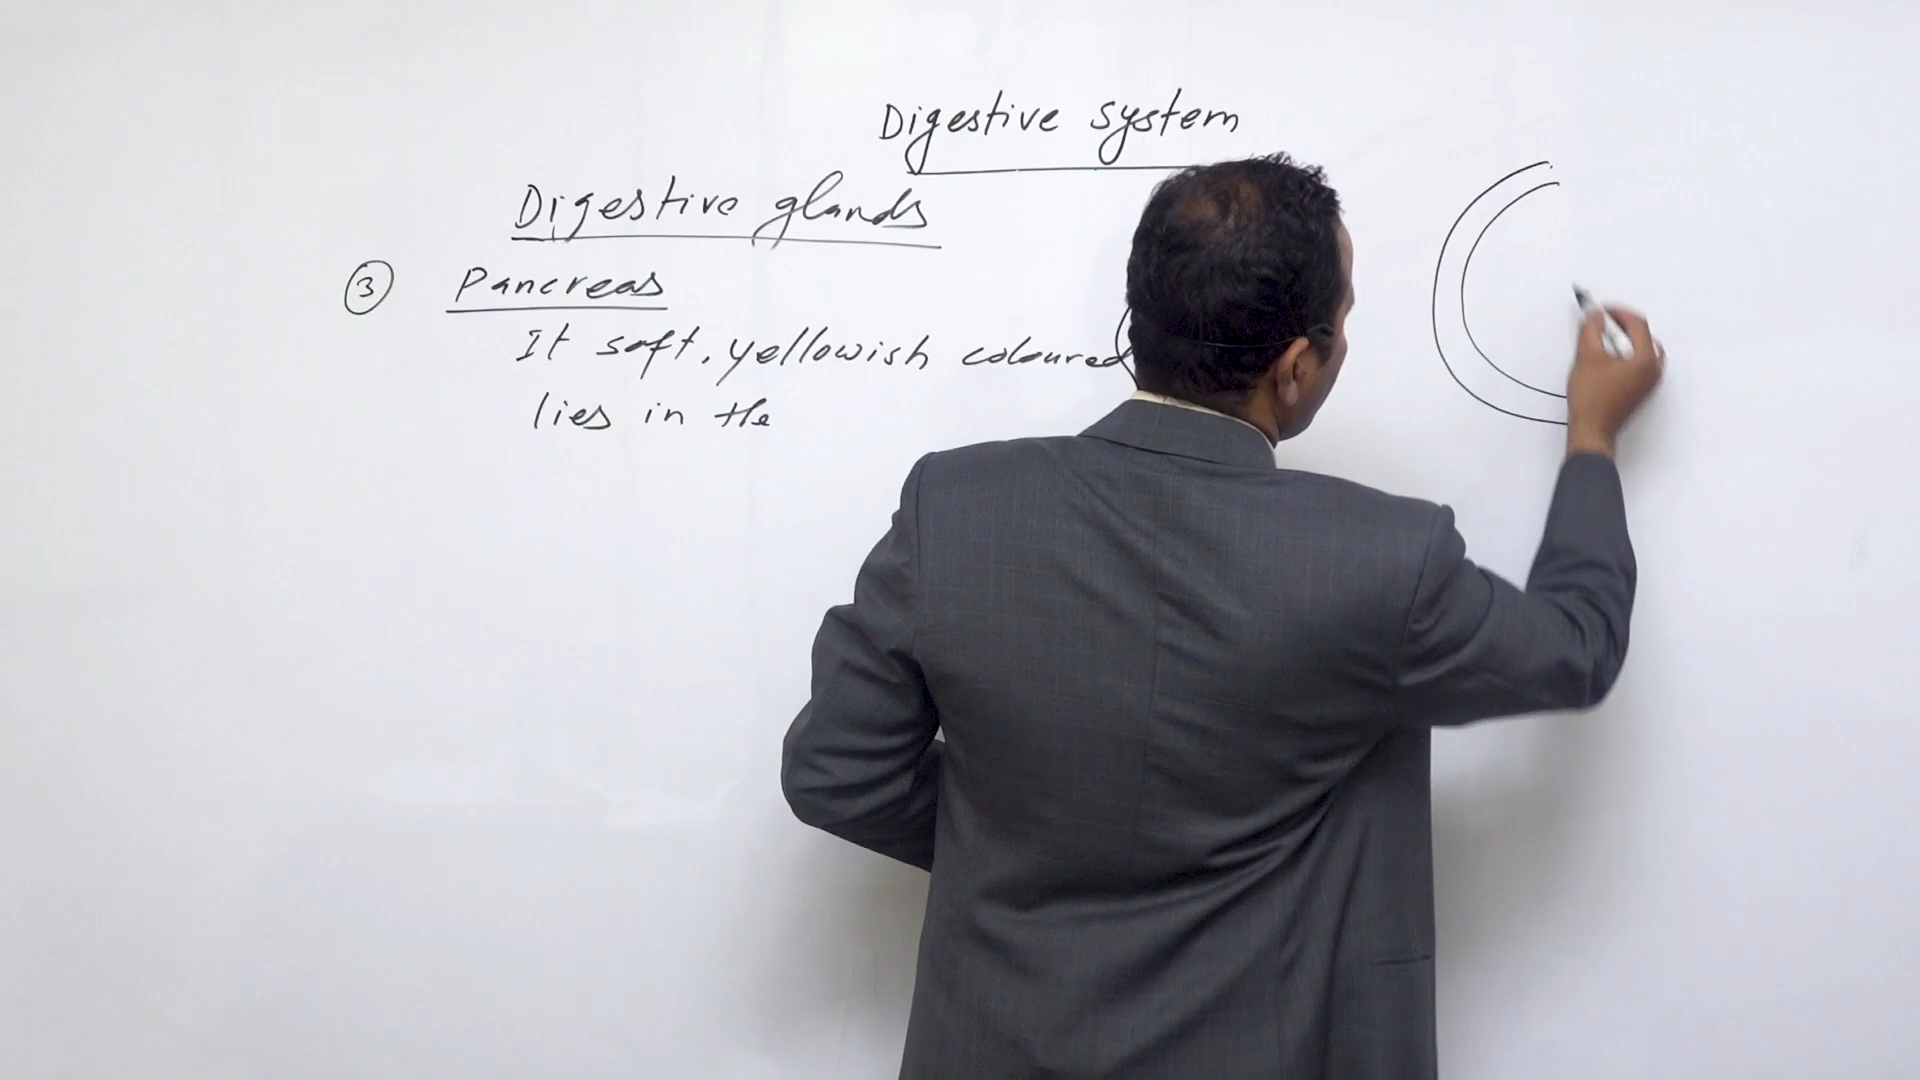 Digestive system
Digestive glands
3 Pancreas
It soft, yellowish coloured
lies in the